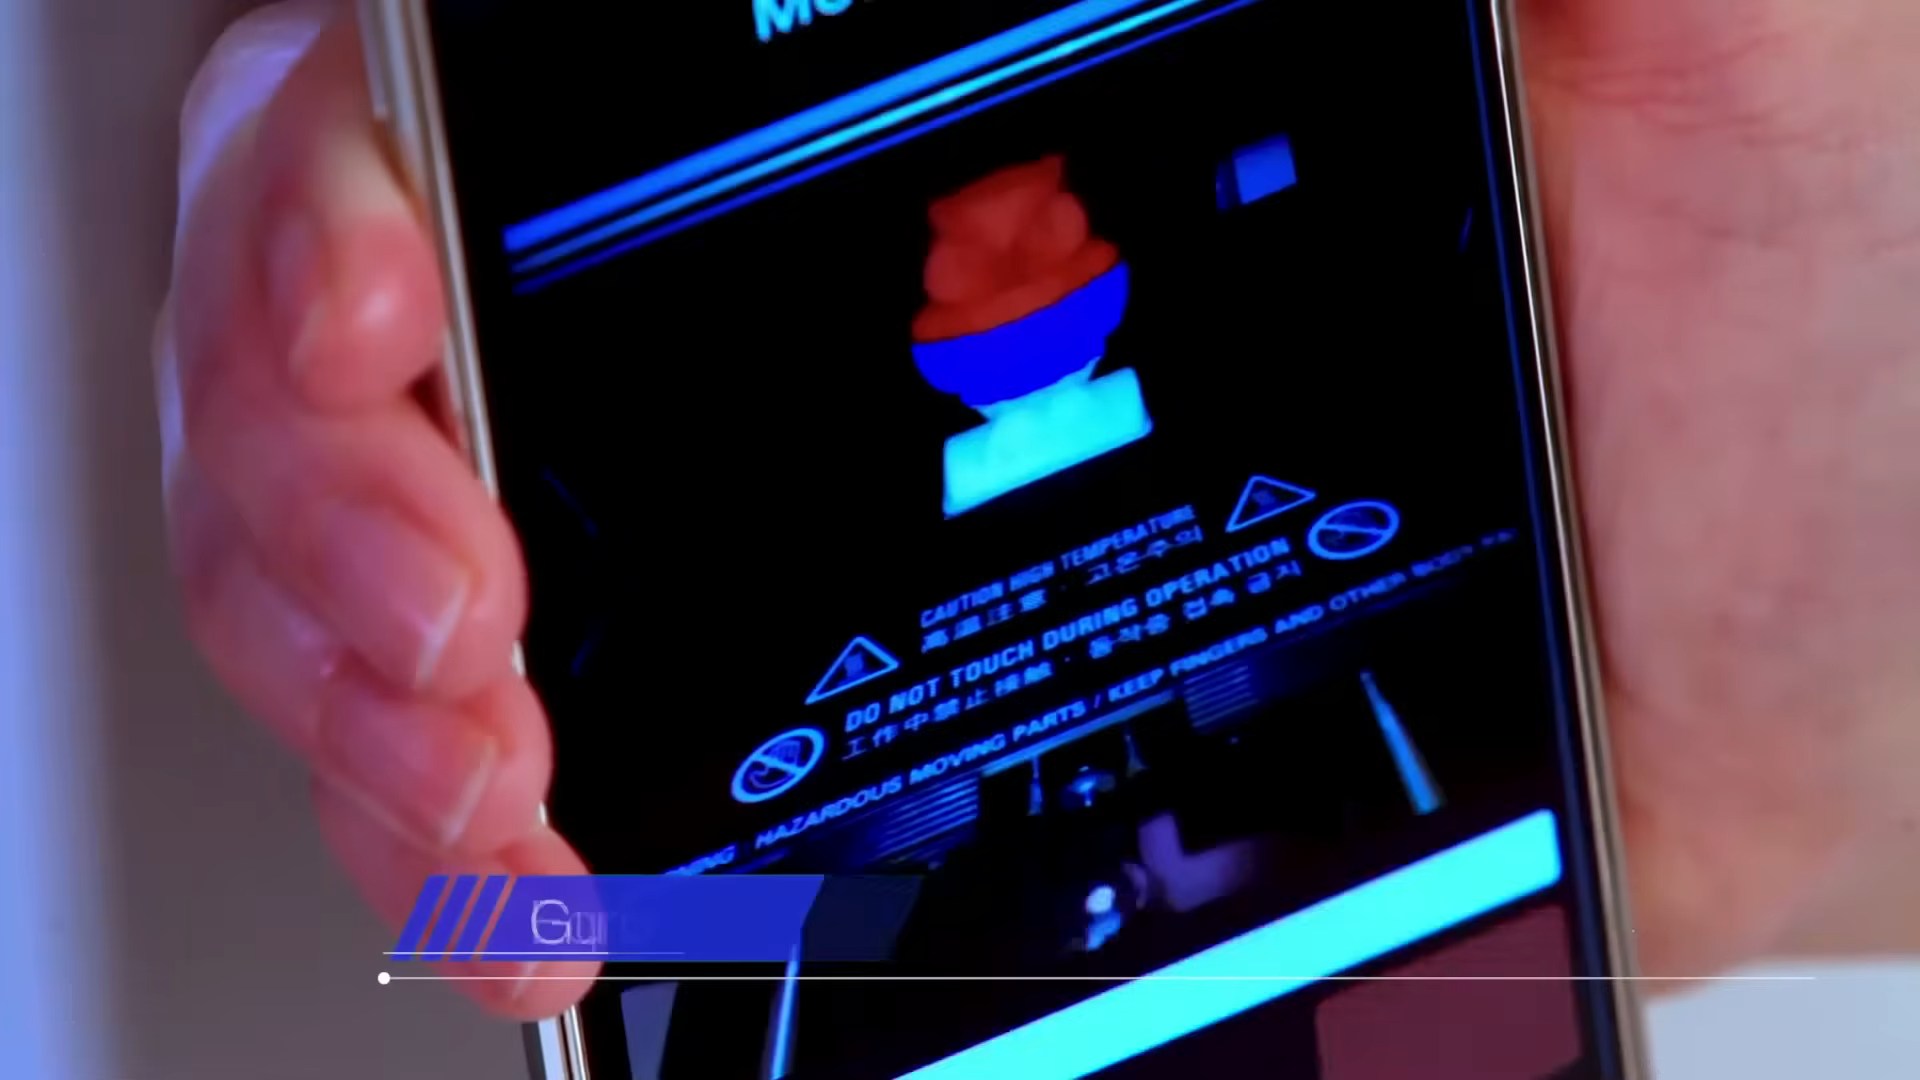 CAUTION HIGH TEMPERATURE
高温注意 · 고온주의
DO NOT TOUCH DURING OPERATION
工作中禁止接触 · 동작중 접촉 금지
HAZARDOUS MOVING PARTS / KEEP FINGERS AND OTHER BODY